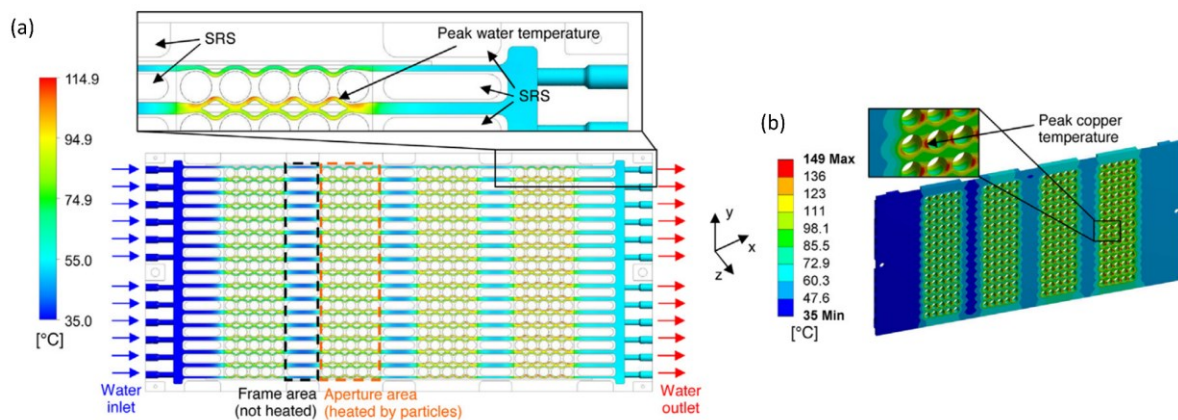 (a)
SRS
Peak water temperature
SRS
114.9
94.9
74.9
55.0
35.0
[°C]
Water
inlet
Frame area
(not heated)
Aperture area
(heated by particles)
Water
outlet
y
x
z
(b)
Peak copper
temperature
149 Max
136
123
111
98.1
85.5
72.9
60.3
47.6
35 Min
[°C]